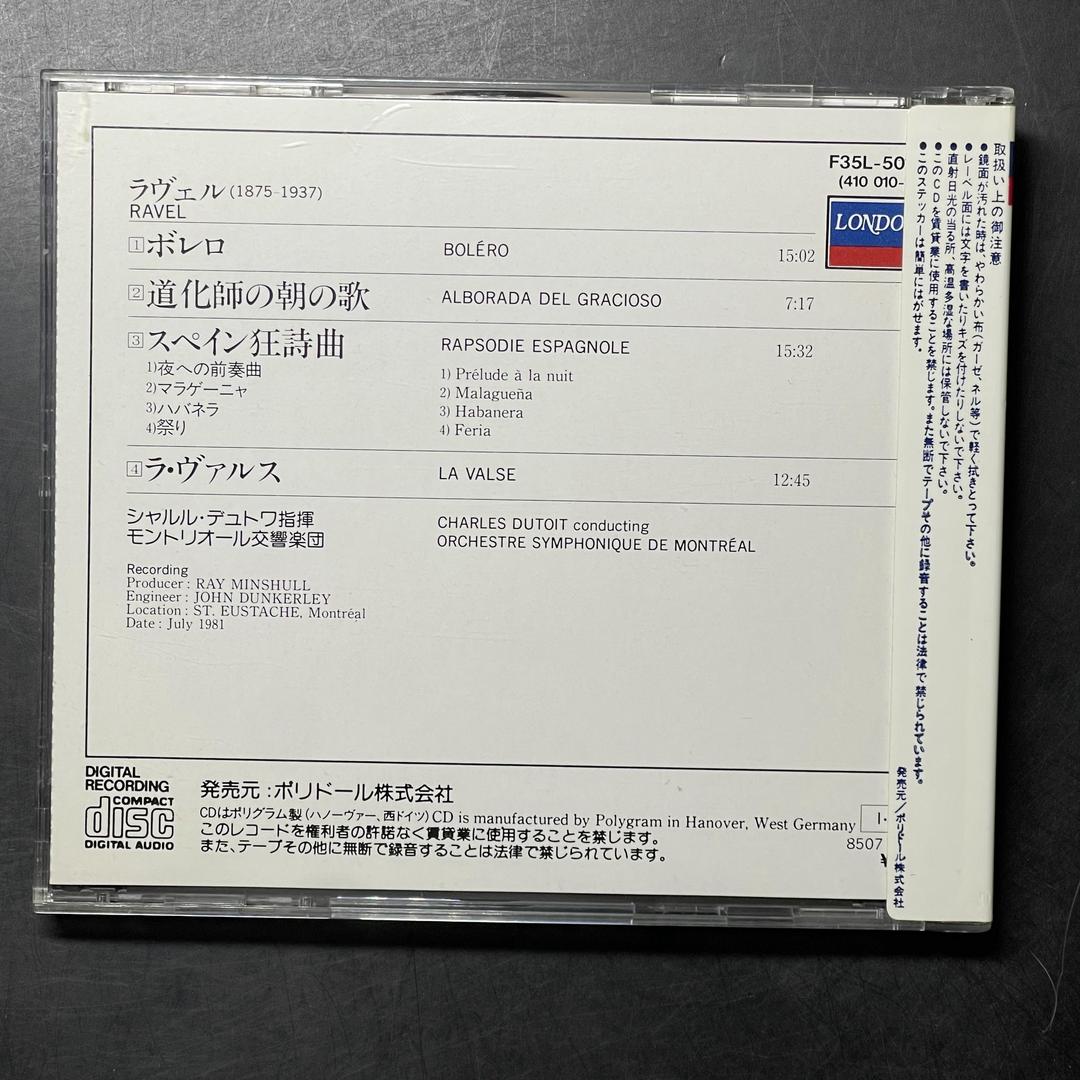 F35L-50
(410 010-
LONDO
ラヴェル (1875-1937)
RAVEL
1 ボレロ BOLÉRO 15:02
2 道化師の朝の歌 ALBORADA DEL GRACIOSO 7:17
3 スペイン狂詩曲 RAPSODIE ESPAGNOLE 15:32
1)夜への前奏曲 1) Prélude à la nuit
2)マラゲーニャ 2) Malagueña
3)ハバネラ 3) Habanera
4)祭り 4) Feria
4 ラ・ヴァルス LA VALSE 12:45
シャルル・デュトワ指揮 CHARLES DUTOIT conducting
モントリオール交響楽団 ORCHESTRE SYMPHONIQUE DE MONTRÉAL
Recording
Producer : RAY MINSHULL
Engineer : JOHN DUNKERLEY
Location : ST. EUSTACHE, Montréal
Date : July 1981
DIGITAL
RECORDING
COMPACT
disc
DIGITAL AUDIO
発売元：ポリドール株式会社
CDはポリグラム製(ハノーヴァー、西ドイツ) CD is manufactured by Polygram in Hanover, West Germany
このレコードを権利者の許諾なく賃貸業に使用することを禁じます。
また、テープその他に無断で録音することは法律で禁じられています。
I・
8507
¥
取扱い上の御注意
●鏡面が汚れた時は、やわらかい布(ガーゼ、ネル等)で軽く拭きとって下さい。
●レーベル面には文字を書いたりキズを付けたりしないで下さい。
●直射日光の当る所、高温多湿な場所には保管しないで下さい。
●このCDを賃貸業に使用することを禁じます。また無断でテープその他に録音することは法律で禁じられています。
●このステッカーは簡単にはがせます。
発売元/ポリドール株式会社